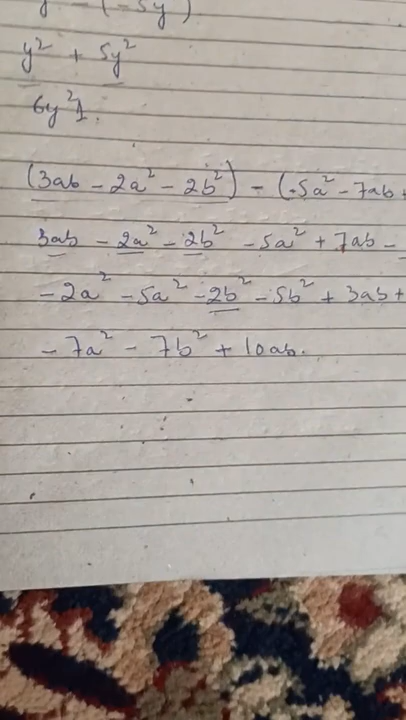 y² + 5y²
6y²
(3ab - 2a² - 2b²) - (-5a² - 7ab +
3ab - 2a² - 2b² - 5a² + 7ab -
- 2a² - 5a² - 2b² - 5b² + 3ab +
- 7a² - 7b² + 10ab.